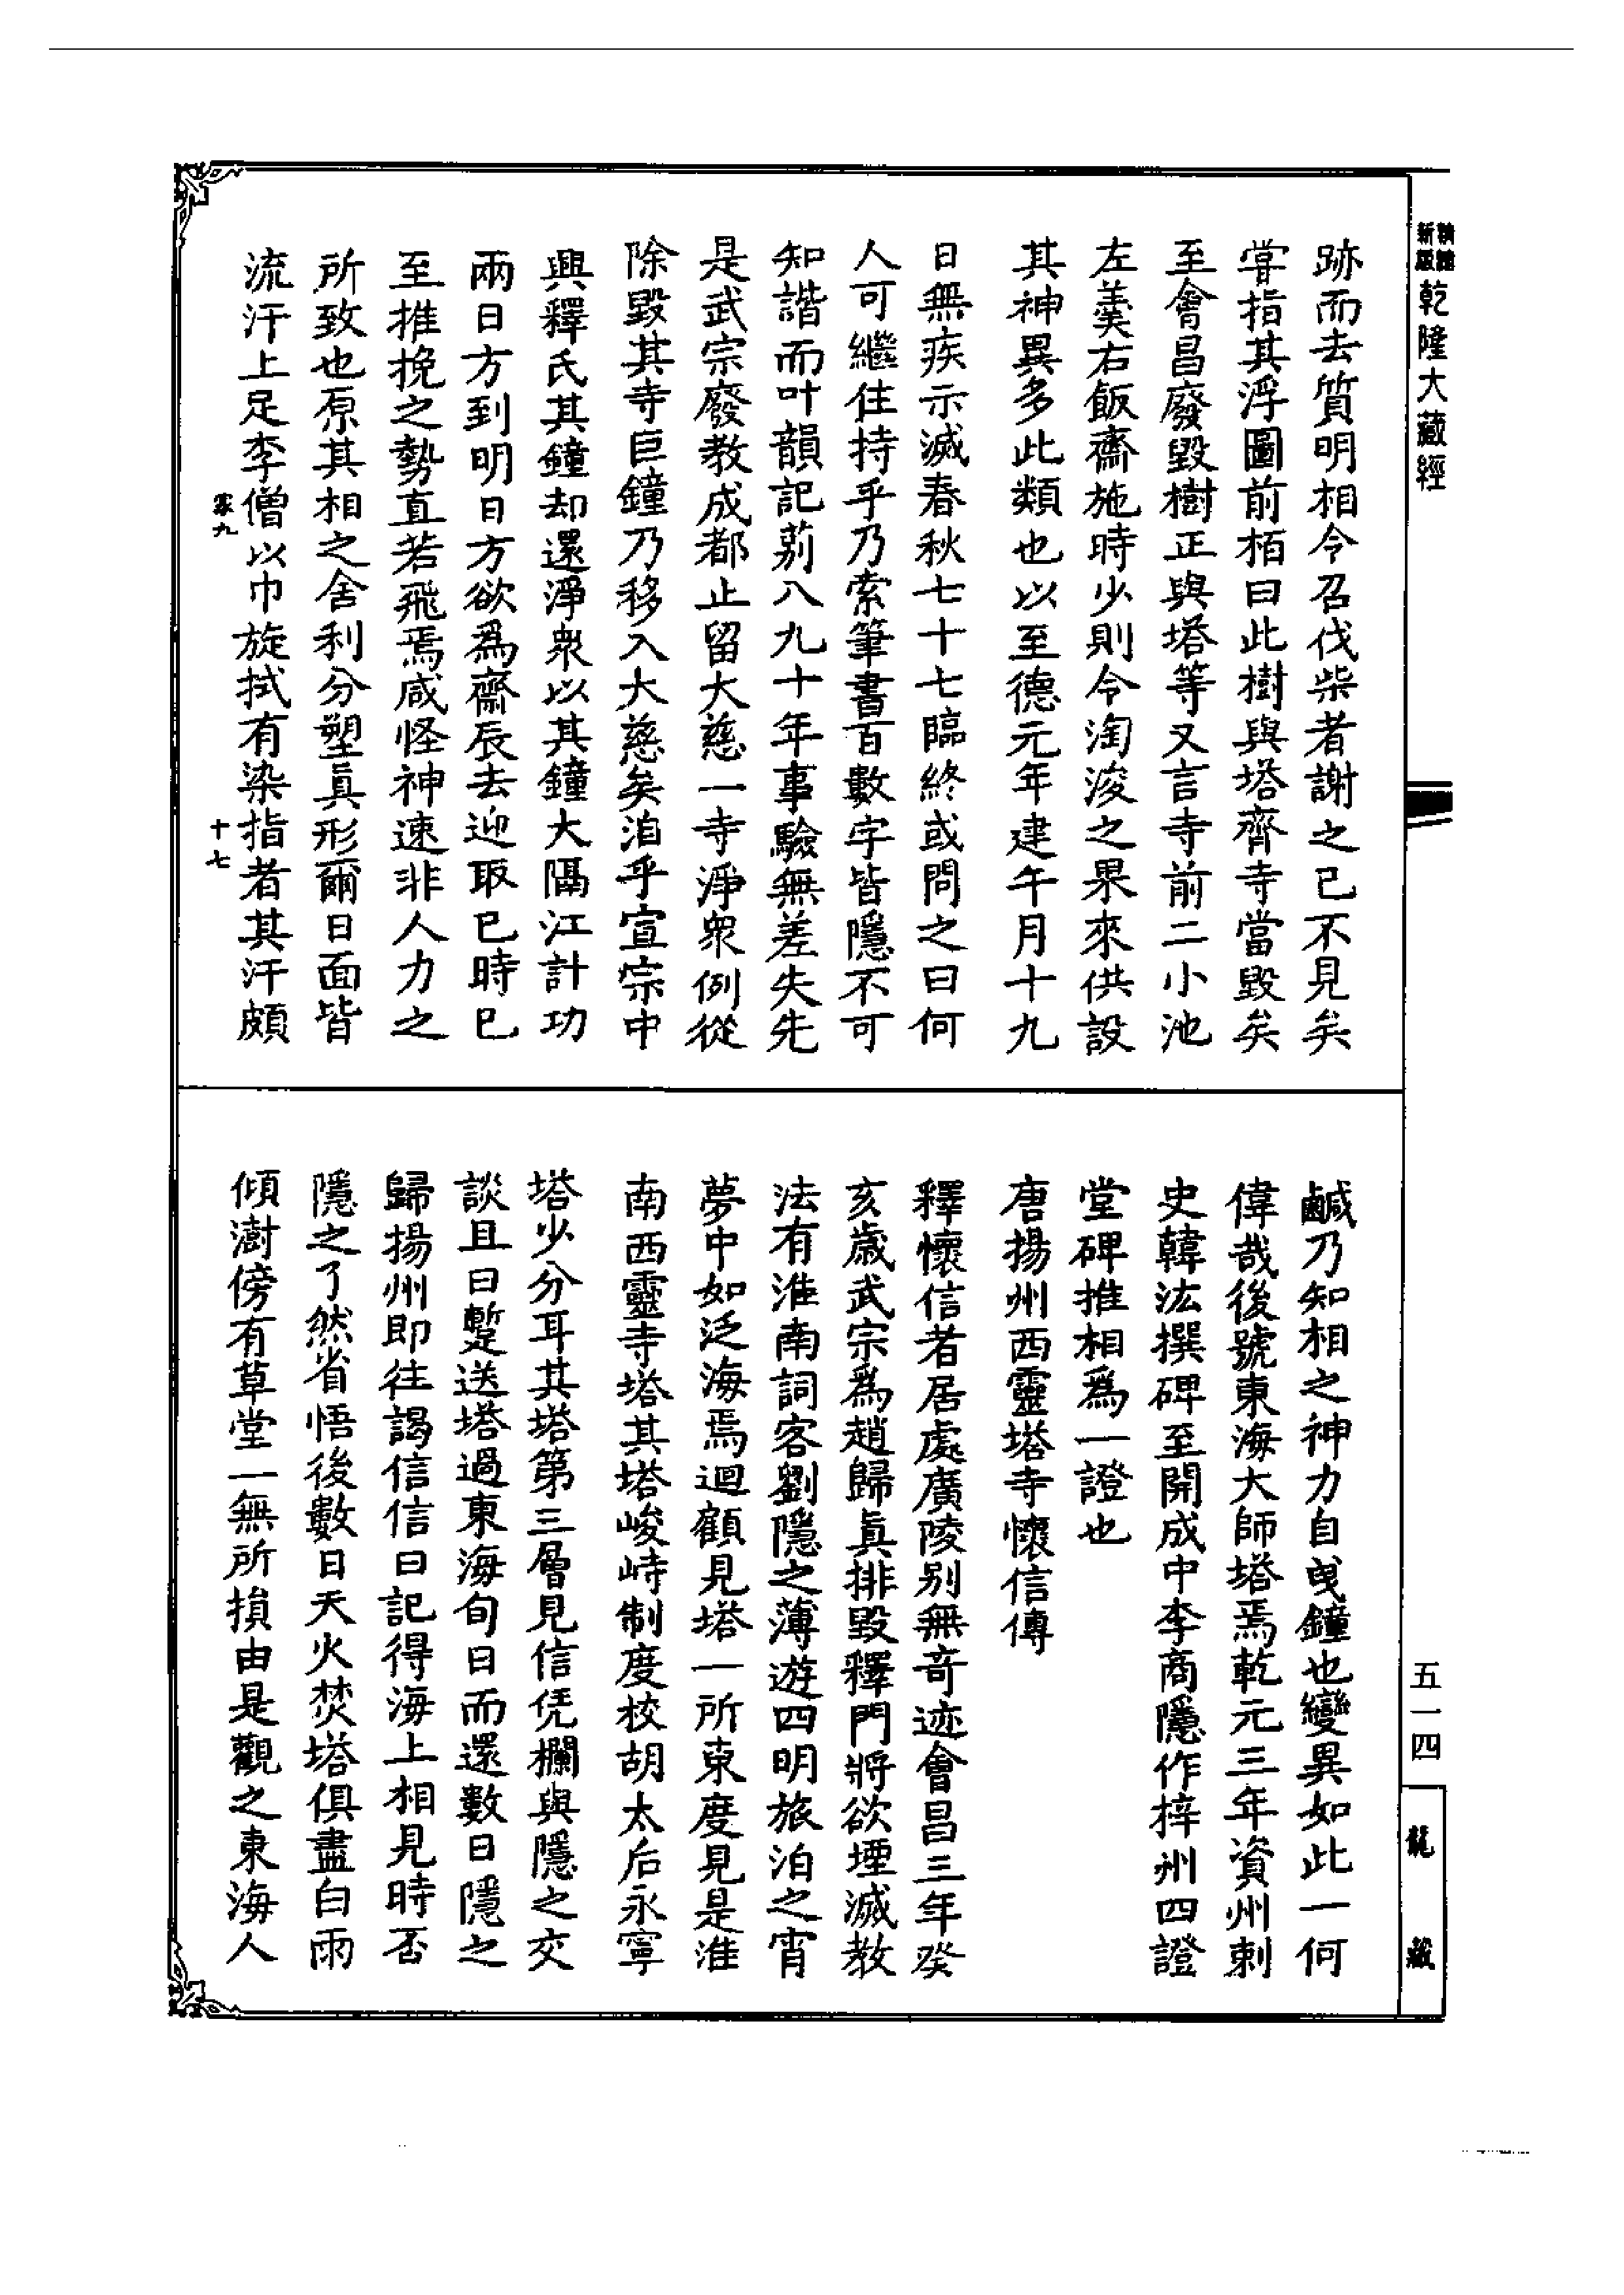 乾隆大藏經
跡而去質明相令召伐柴者謝之已不見矣
嘗指其浮圖前栢曰此樹與塔齊寺當毀矣
至會昌廢毀樹正與塔等又言寺前二小池
左羹右飯齋施時少則令淘浚之果來供設
其神異多此類也以至德元年建午月十九
日無疾示滅春秋七十七臨終或問之曰何
人可繼住持乎乃索筆書百數字皆隱不可
知諧而叶韻記莂八九十年事驗無差失先
是武宗廢教成都止留大慈一寺淨衆例從
除毀其寺巨鐘乃移入大慈矣洎乎宣宗中
興釋氏其鐘却還淨衆以其鐘大隔江計功
兩日方到明日方欲爲齋辰去迎取巳時已
至推挽之勢直若飛焉咸怪神速非人力之
所致也原其相之舍利分塑眞形爾日面皆
流汗上足李僧以巾旋拭有染指者其汗頗
十七
鹹乃知相之神力自曳鐘也變異如此一何
偉哉後號東海大師塔焉乾元三年資州刺
史韓汯撰碑至開成中李商隱作梓州四證
堂碑推相爲一證也
唐揚州西靈塔寺懷信傳
釋懷信者居處廣陵别無竒迹會昌三年癸
亥歲武宗爲趙歸眞排毀釋門將欲堙滅教
法有淮南詞客劉隱之薄遊四明旅泊之宵
夢中如泛海焉迴顧見塔一所東度見是淮
南西靈寺塔其塔峻峙制度校胡太后永寧
塔少分耳其塔第三層見信凭欄與隱之交
談且曰蹔送塔過東海旬日而還數日隱之
歸揚州即往謁信信曰記得海上相見時否
隱之了然省悟後數日天火焚塔俱盡白雨
傾澍傍有草堂一無所損由是觀之東海人
五一四
龍藏